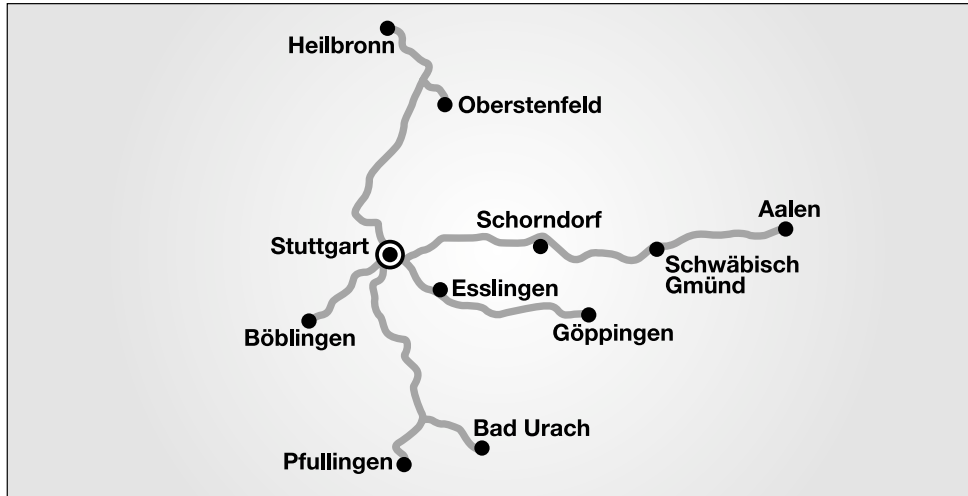 Heilbronn
Oberstenfeld
Aalen
Schorndorf
Stuttgart
Schwäbisch
Gmünd
Esslingen
Göppingen
Böblingen
Bad Urach
Pfullingen